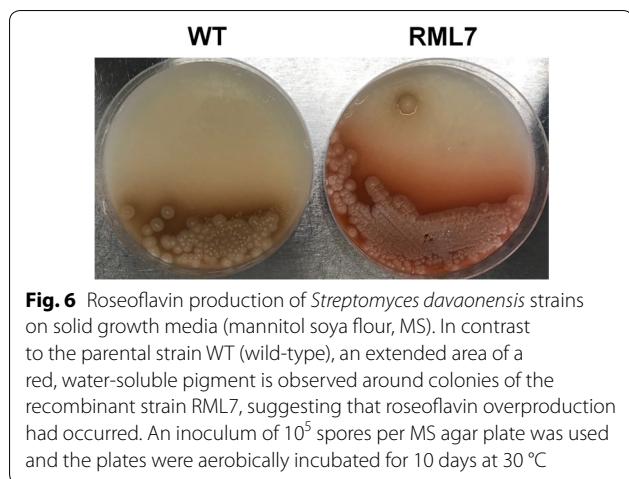 WT RML7
Fig. 6 Roseoflavin production of Streptomyces davaonensis strains
on solid growth media (mannitol soya flour, MS). In contrast
to the parental strain WT (wild-type), an extended area of a
red, water-soluble pigment is observed around colonies of the
recombinant strain RML7, suggesting that roseoflavin overproduction
had occurred. An inoculum of 10⁵ spores per MS agar plate was used
and the plates were aerobically incubated for 10 days at 30 °C